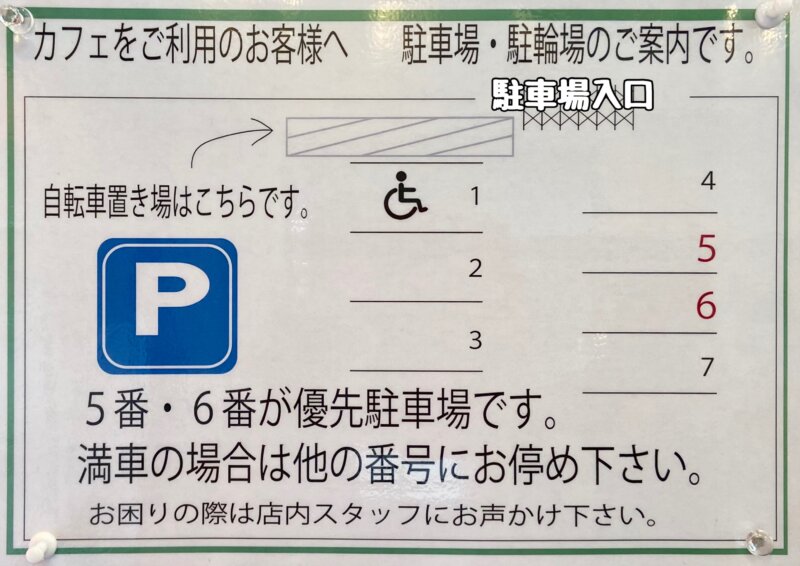 カフェをご利用のお客様へ　駐車場・駐輪場のご案内です。
駐車場入口
自転車置き場はこちらです。
1
2
3
4
5
6
7
P
５番・６番が優先駐車場です。
満車の場合は他の番号にお停め下さい。
お困りの際は店内スタッフにお声かけ下さい。